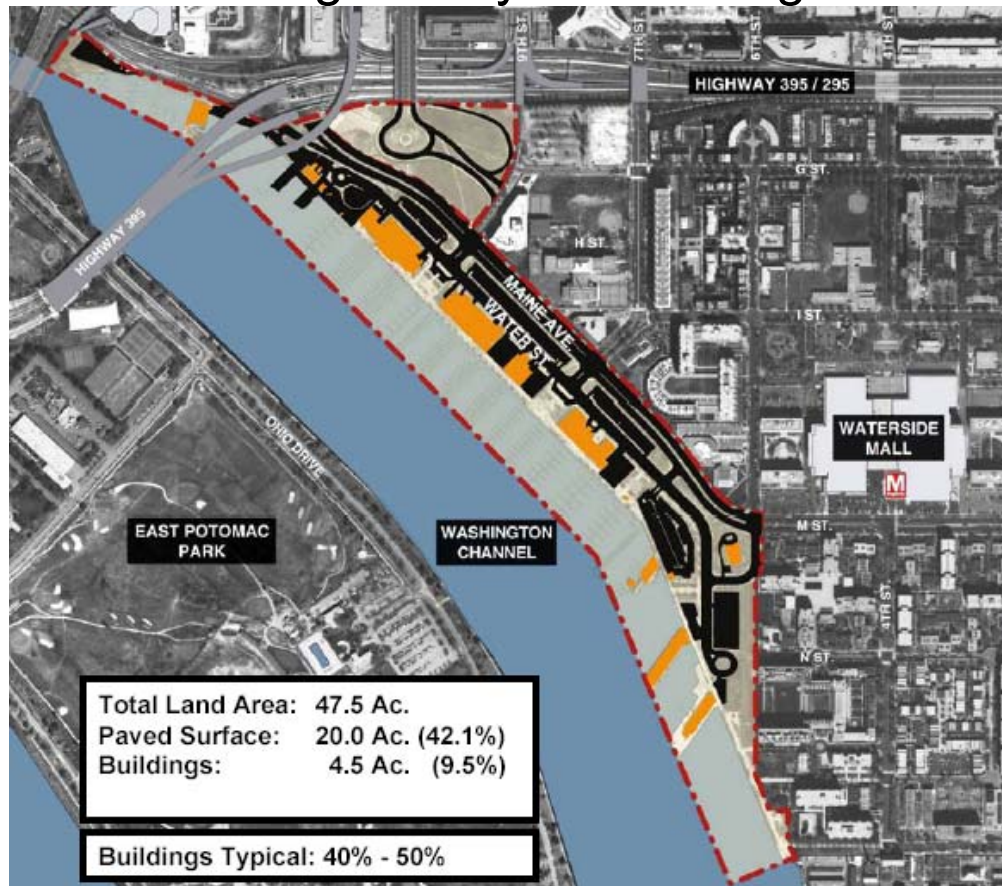 9TH ST.
7TH ST.
6TH ST.
4TH ST.
HIGHWAY 395 / 295
G ST.
HIGHWAY 395
H ST.
MAINE AVE.
WATER ST.
I ST.
OHIO DRIVE
WATERSIDE
MALL
M
EAST POTOMAC
PARK
WASHINGTON
CHANNEL
M ST.
4TH ST.
N ST.
Total Land Area: 47.5 Ac.
Paved Surface: 20.0 Ac. (42.1%)
Buildings: 4.5 Ac. (9.5%)
Buildings Typical: 40% - 50%